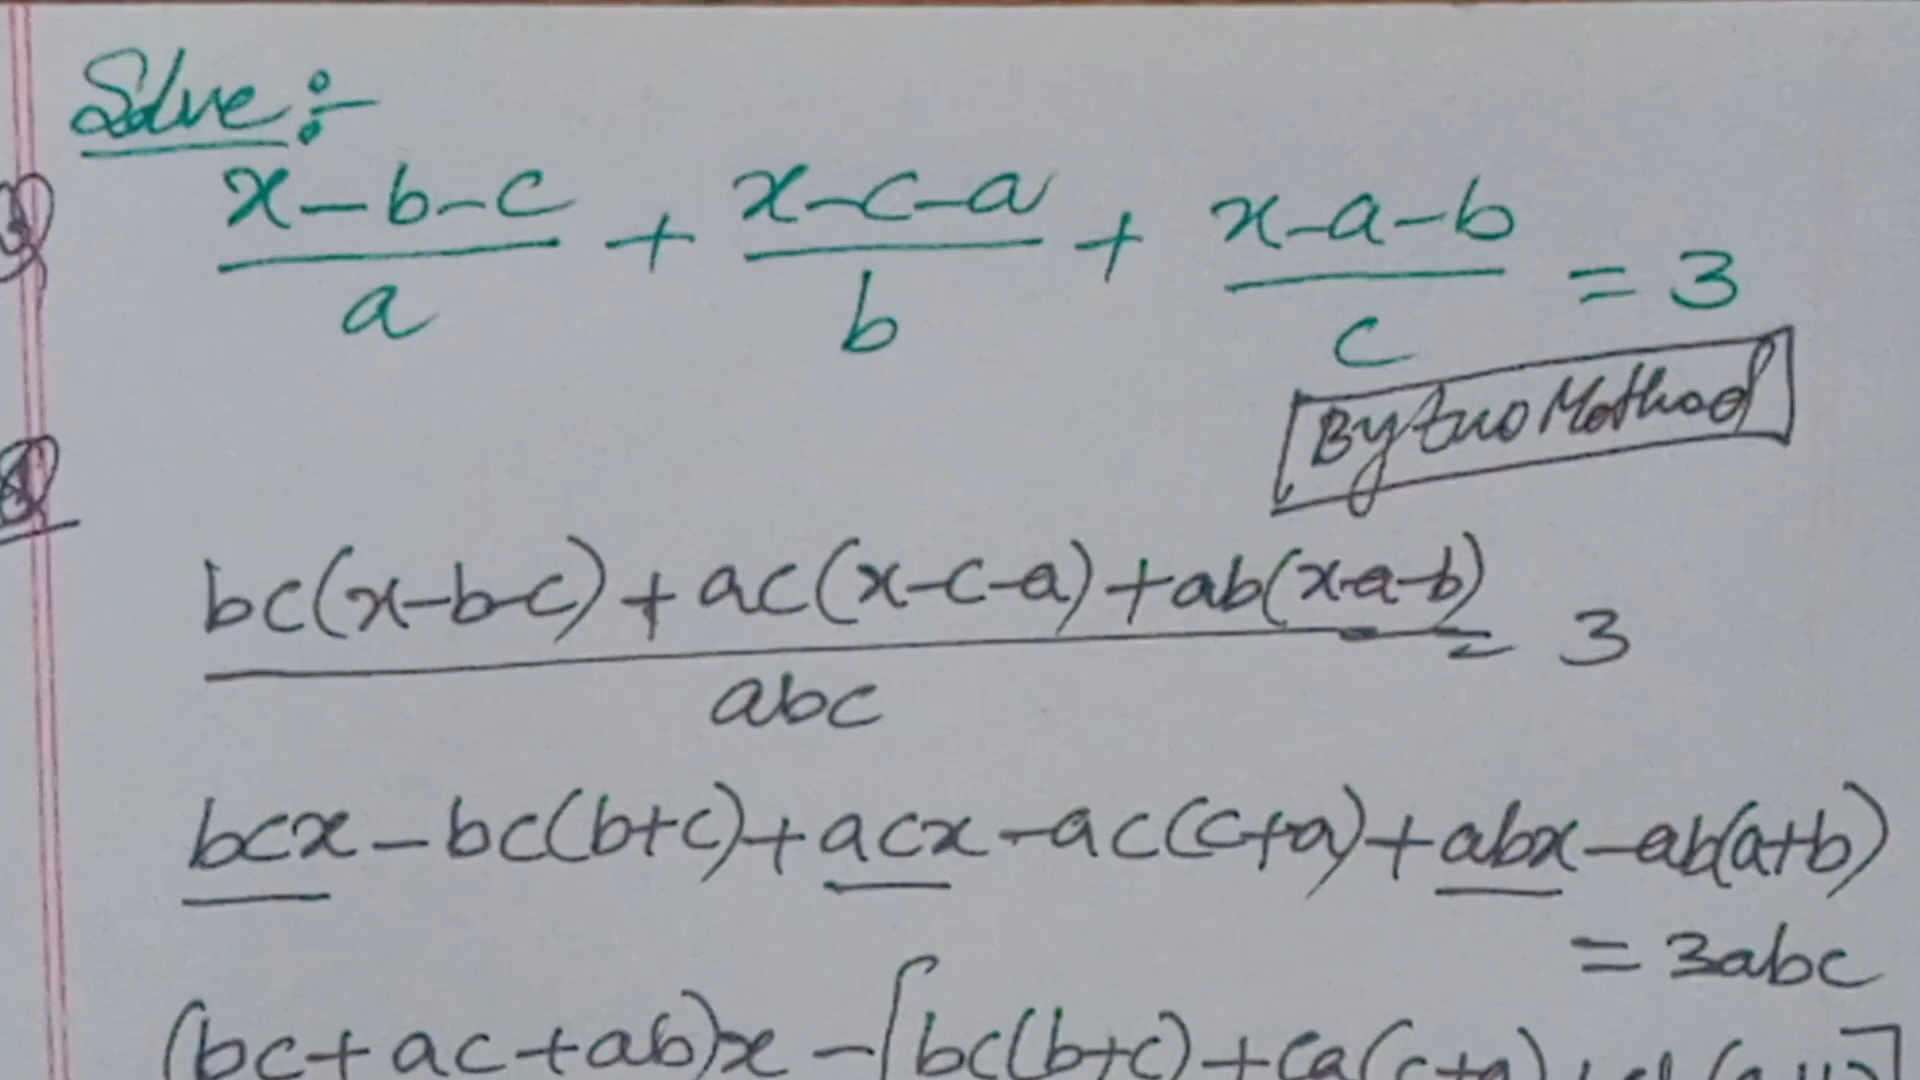 Solve:-
x-b-c/a + x-c-a/b + x-a-b/c = 3
By two Method
bc(x-b-c)+ac(x-c-a)+ab(x-a-b)/abc = 3
bcx-bc(b+c)+acx-ac(c+a)+abx-ab(a+b)
= 3abc
(bc+ac+ab)x-[bc(b+c)+ca(c+a)